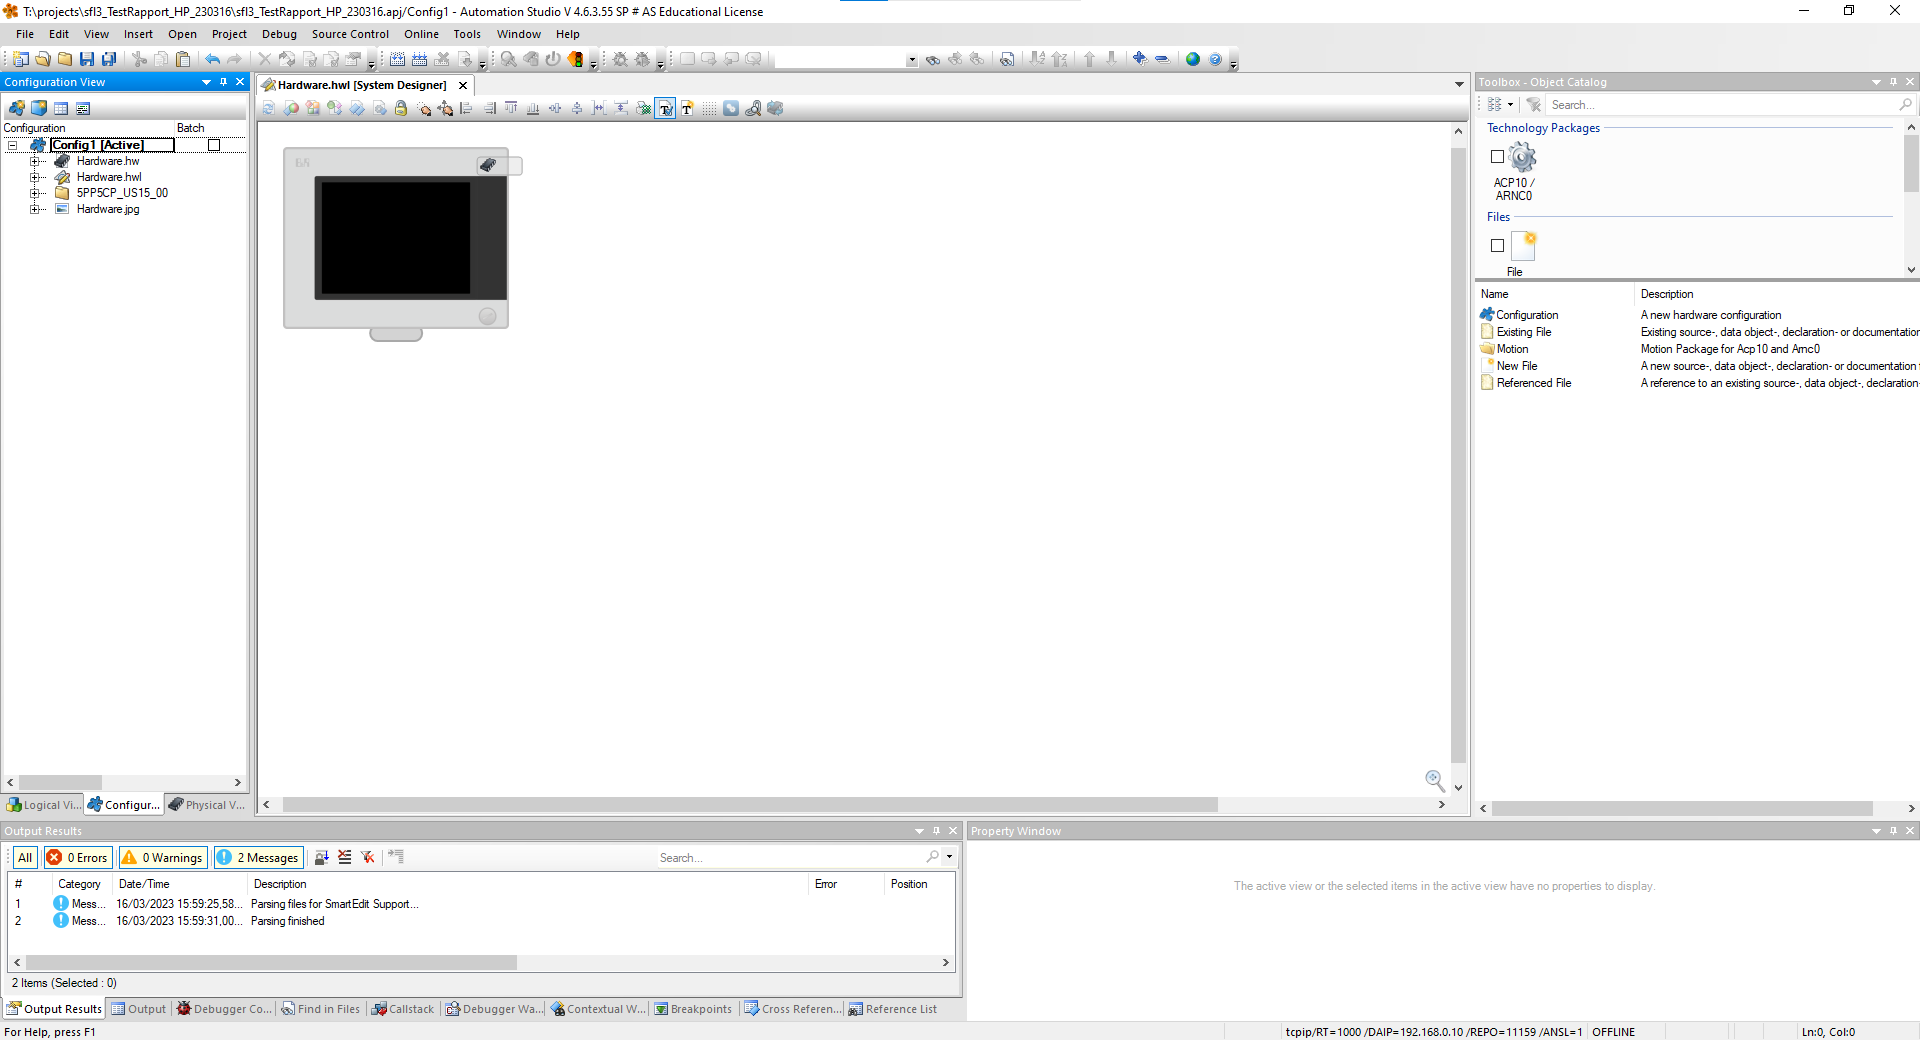 T:\projects\sfl3_TestRapport_HP_230316\sfl3_TestRapport_HP_230316.apj/Config1 - Automation Studio V 4.6.3.55 SP # AS Educational License
File Edit View Insert Open Project Debug Source Control Online Tools Window Help
Configuration View
Configuration Batch
Config1 [Active]
Hardware.hw
Hardware.hwl
5PP5CP_US15_00
Hardware.jpg
Logical Vi... Configur... Physical V...
Hardware.hwl [System Designer]
Toolbox - Object Catalog
Search...
Technology Packages
ACP10 /
ARNC0
Files
File
Name Description
Configuration A new hardware configuration
Existing File Existing source-, data object-, declaration- or documentation
Motion Motion Package for Acp10 and Arnc0
New File A new source-, data object-, declaration- or documentation f
Referenced File A reference to an existing source-, data object-, declaration-
Output Results
All 0 Errors 0 Warnings 2 Messages Search...
# Category Date/Time Description Error Position
1 Mess... 16/03/2023 15:59:25,58... Parsing files for SmartEdit Support...
2 Mess... 16/03/2023 15:59:31,00... Parsing finished
2 Items (Selected : 0)
Output Results Output Debugger Co... Find in Files Callstack Debugger Wa... Contextual W... Breakpoints Cross Referen... Reference List
Property Window
The active view or the selected items in the active view have no properties to display.
For Help, press F1
tcpip/RT=1000 /DAIP=192.168.0.10 /REPO=11159 /ANSL=1 OFFLINE Ln:0, Col:0